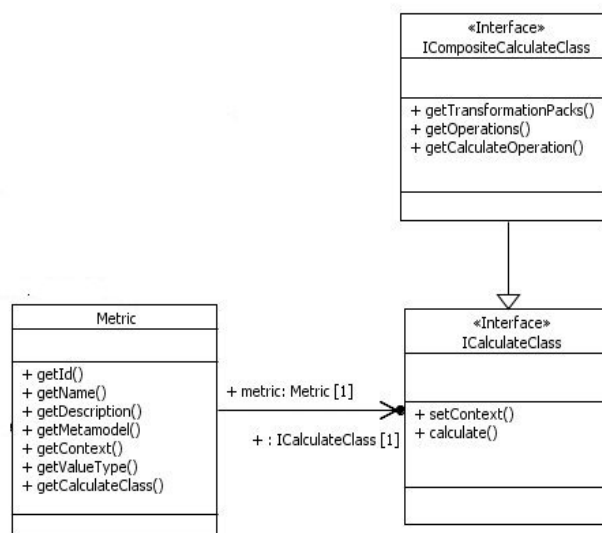 «Interface»
ICompositeCalculateClass
+ getTransformationPacks()
+ getOperations()
+ getCalculateOperation()
Metric
+ getId()
+ getName()
+ getDescription()
+ getMetamodel()
+ getContext()
+ getValueType()
+ getCalculateClass()
+ metric: Metric [1]
+ : ICalculateClass [1]
«Interface»
ICalculateClass
+ setContext()
+ calculate()